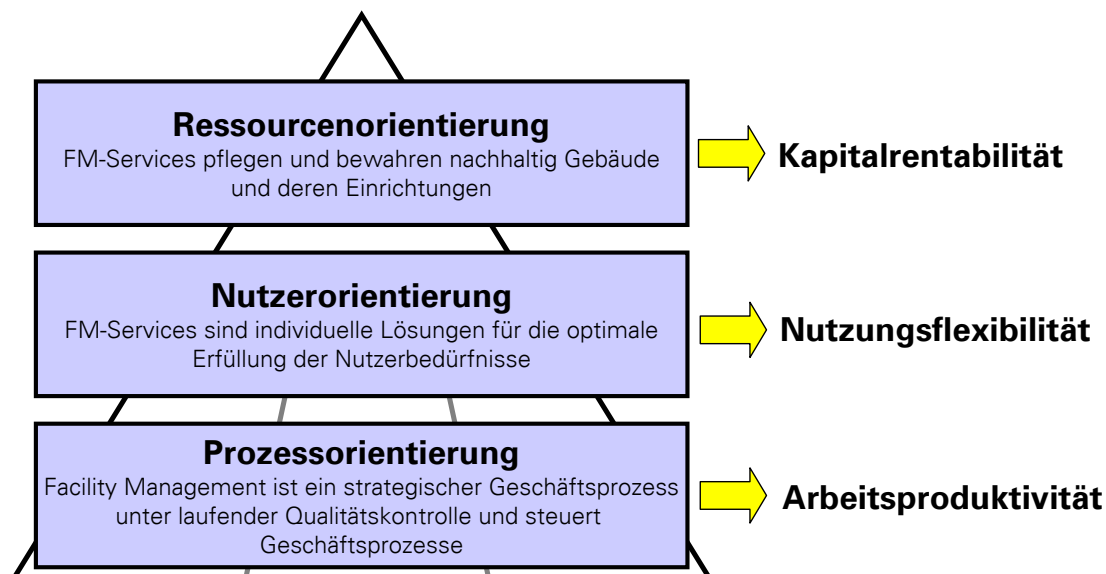 Ressourcenorientierung
FM-Services pflegen und bewahren nachhaltig Gebäude
und deren Einrichtungen
Kapitalrentabilität
Nutzerorientierung
FM-Services sind individuelle Lösungen für die optimale
Erfüllung der Nutzerbedürfnisse
Nutzungsflexibilität
Prozessorientierung
Facility Management ist ein strategischer Geschäftsprozess
unter laufender Qualitätskontrolle und steuert
Geschäftsprozesse
Arbeitsproduktivität